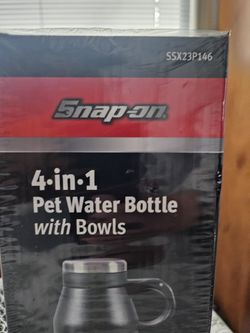 SSX23P146
Snap-on
4-in-1
Pet Water Bottle
with Bowls